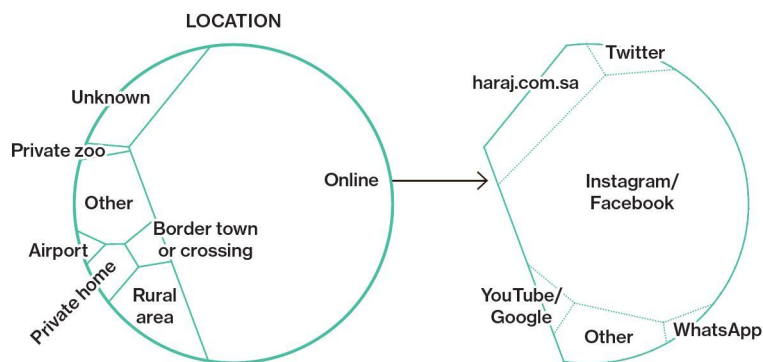 LOCATION
Unknown
Private zoo
Other
Airport
Private home
Border town
or crossing
Rural
area
Online
Twitter
haraj.com.sa
Instagram/
Facebook
YouTube/
Google
Other
WhatsApp